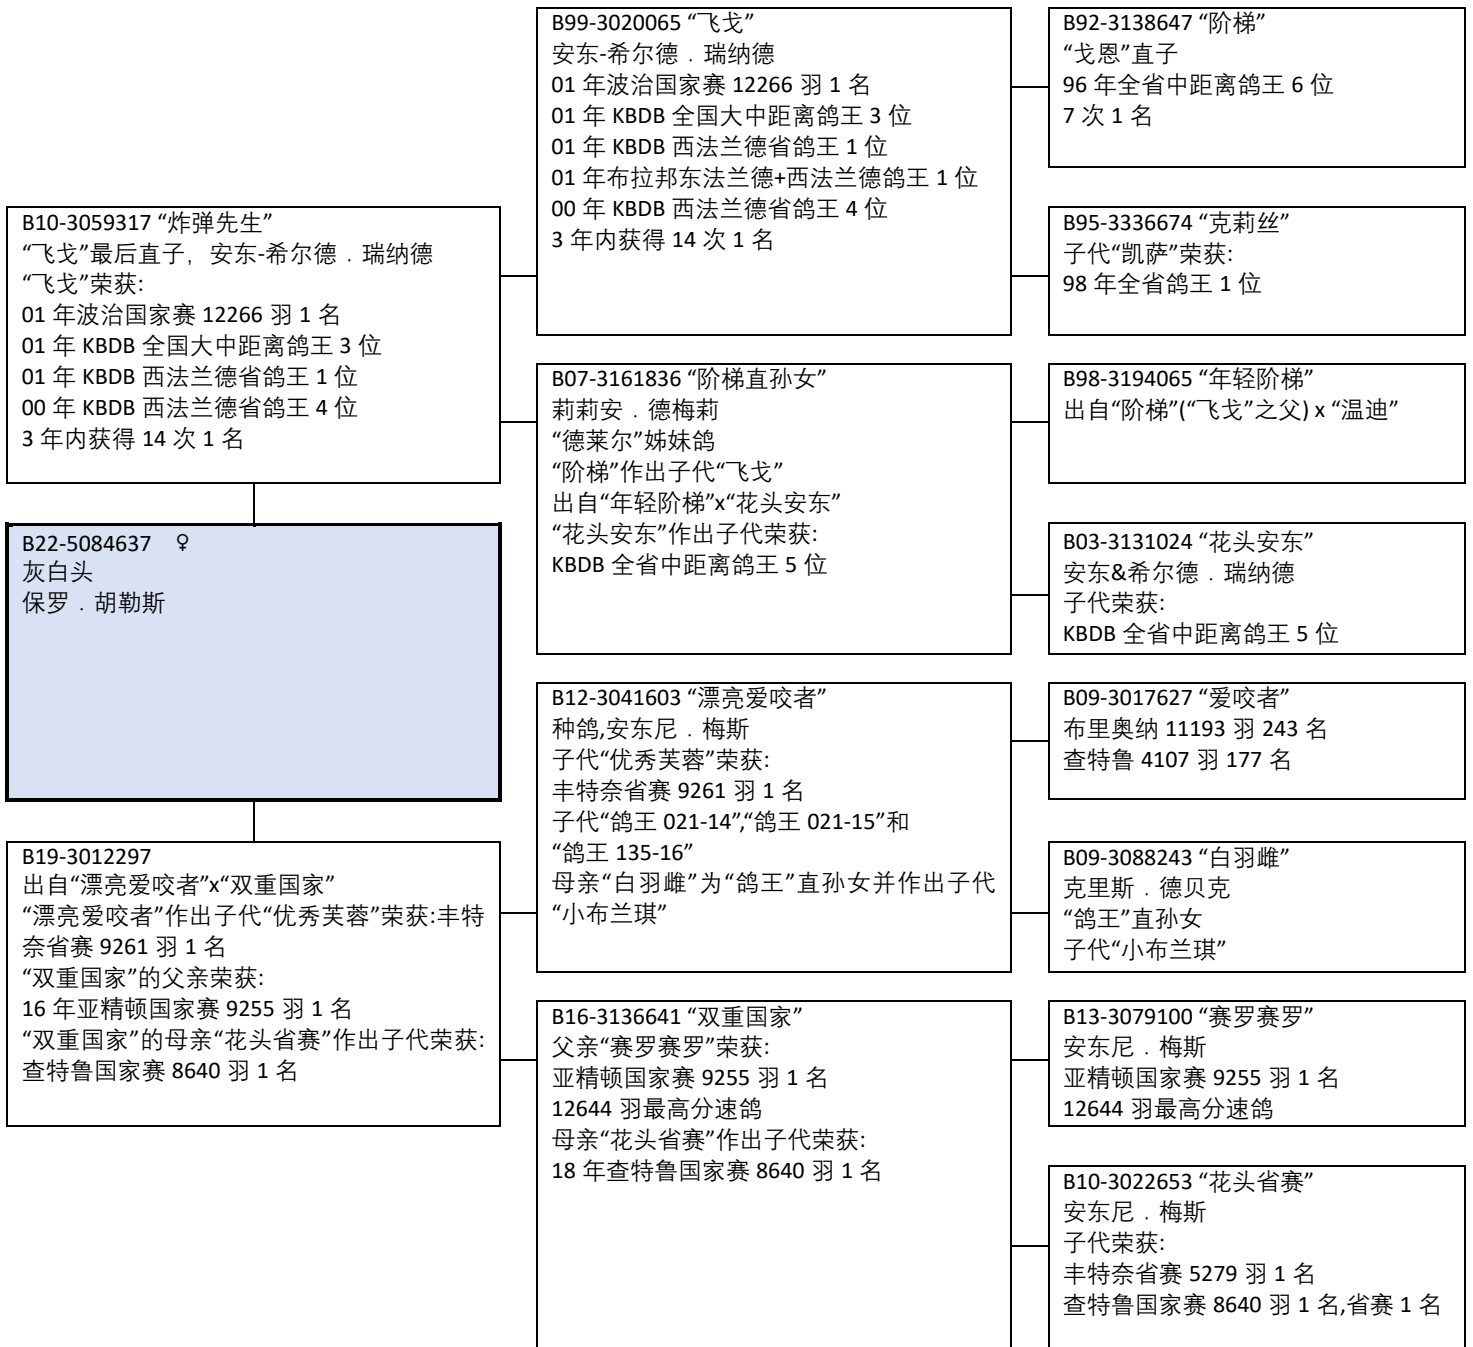 B10-3059317 “炸弹先生”
“飞戈”最后直子，安东-希尔德．瑞纳德
“飞戈”荣获:
01 年波治国家赛 12266 羽 1 名
01 年 KBDB 全国大中距离鸽王 3 位
01 年 KBDB 西法兰德省鸽王 1 位
00 年 KBDB 西法兰德省鸽王 4 位
3 年内获得 14 次 1 名
B22-5084637 ♀
灰白头
保罗．胡勒斯
B19-3012297
出自“漂亮爱咬者”x“双重国家”
“漂亮爱咬者”作出子代“优秀芙蓉”荣获:丰特
奈省赛 9261 羽 1 名
“双重国家”的父亲荣获:
16 年亚精顿国家赛 9255 羽 1 名
“双重国家”的母亲“花头省赛”作出子代荣获:
查特鲁国家赛 8640 羽 1 名
B99-3020065 “飞戈”
安东-希尔德．瑞纳德
01 年波治国家赛 12266 羽 1 名
01 年 KBDB 全国大中距离鸽王 3 位
01 年 KBDB 西法兰德省鸽王 1 位
01 年布拉邦东法兰德+西法兰德鸽王 1 位
00 年 KBDB 西法兰德省鸽王 4 位
3 年内获得 14 次 1 名
B07-3161836 “阶梯直孙女”
莉莉安．德梅莉
“德莱尔”姊妹鸽
“阶梯”作出子代“飞戈”
出自“年轻阶梯”x“花头安东”
“花头安东”作出子代荣获:
KBDB 全省中距离鸽王 5 位
B12-3041603 “漂亮爱咬者”
种鸽,安东尼．梅斯
子代“优秀芙蓉”荣获:
丰特奈省赛 9261 羽 1 名
子代“鸽王 021-14”,“鸽王 021-15”和
“鸽王 135-16”
母亲“白羽雌”为“鸽王”直孙女并作出子代
“小布兰琪”
B16-3136641 “双重国家”
父亲“赛罗赛罗”荣获:
亚精顿国家赛 9255 羽 1 名
12644 羽最高分速鸽
母亲“花头省赛”作出子代荣获:
18 年查特鲁国家赛 8640 羽 1 名
B92-3138647 “阶梯”
“戈恩”直子
96 年全省中距离鸽王 6 位
7 次 1 名
B95-3336674 “克莉丝”
子代“凯萨”荣获:
98 年全省鸽王 1 位
B98-3194065 “年轻阶梯”
出自“阶梯”(“飞戈”之父) x “温迪”
B03-3131024 “花头安东”
安东&希尔德．瑞纳德
子代荣获:
KBDB 全省中距离鸽王 5 位
B09-3017627 “爱咬者”
布里奥纳 11193 羽 243 名
查特鲁 4107 羽 177 名
B09-3088243 “白羽雌”
克里斯．德贝克
“鸽王”直孙女
子代“小布兰琪”
B13-3079100 “赛罗赛罗”
安东尼．梅斯
亚精顿国家赛 9255 羽 1 名
12644 羽最高分速鸽
B10-3022653 “花头省赛”
安东尼．梅斯
子代荣获:
丰特奈省赛 5279 羽 1 名
查特鲁国家赛 8640 羽 1 名,省赛 1 名